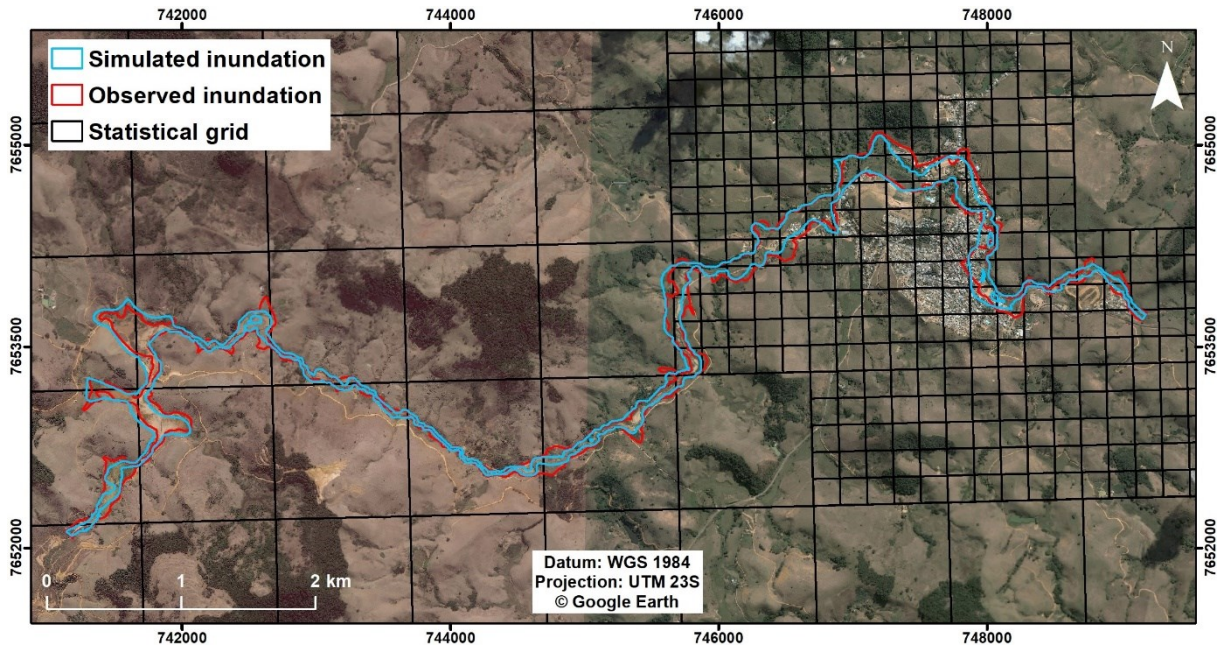 742000 744000 746000 748000
Simulated inundation
Observed inundation
Statistical grid
N
7655000 7655000
7653500 7653500
7652000 7652000
0 1 2 km
Datum: WGS 1984
Projection: UTM 23S
© Google Earth
742000 744000 746000 748000